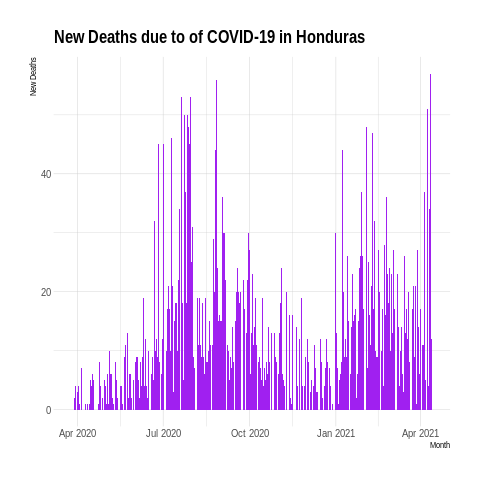 New Deaths due to of COVID-19 in Honduras
New Deaths
40
20
0
Apr 2020
Jul 2020
Oct 2020
Jan 2021
Apr 2021
Month